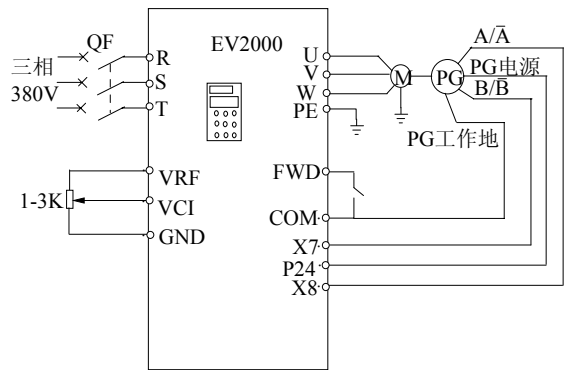 QF
三相
380V
R
S
T
EV2000
U
V
W
PE
M
PG
A/A̅
PG电源
B/B̅
PG工作地
VRF
1-3K
VCI
GND
FWD
COM
X7
P24
X8